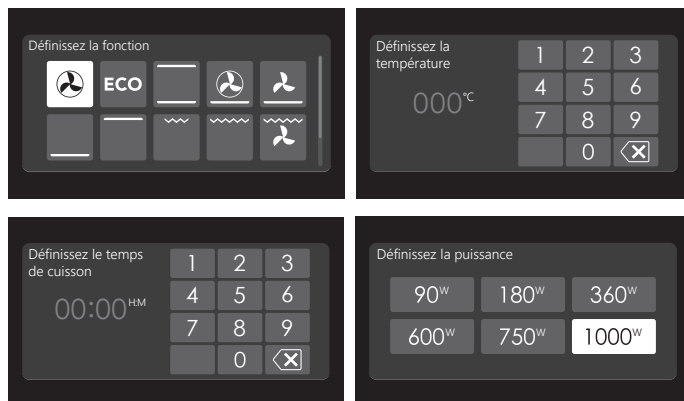 Définissez la fonction
ECO
Définissez la
température
000°C
1 2 3
4 5 6
7 8 9
0
Définissez le temps
de cuisson
00:00 H:M
1 2 3
4 5 6
7 8 9
0
Définissez la puissance
90W 180W 360W
600W 750W 1000W